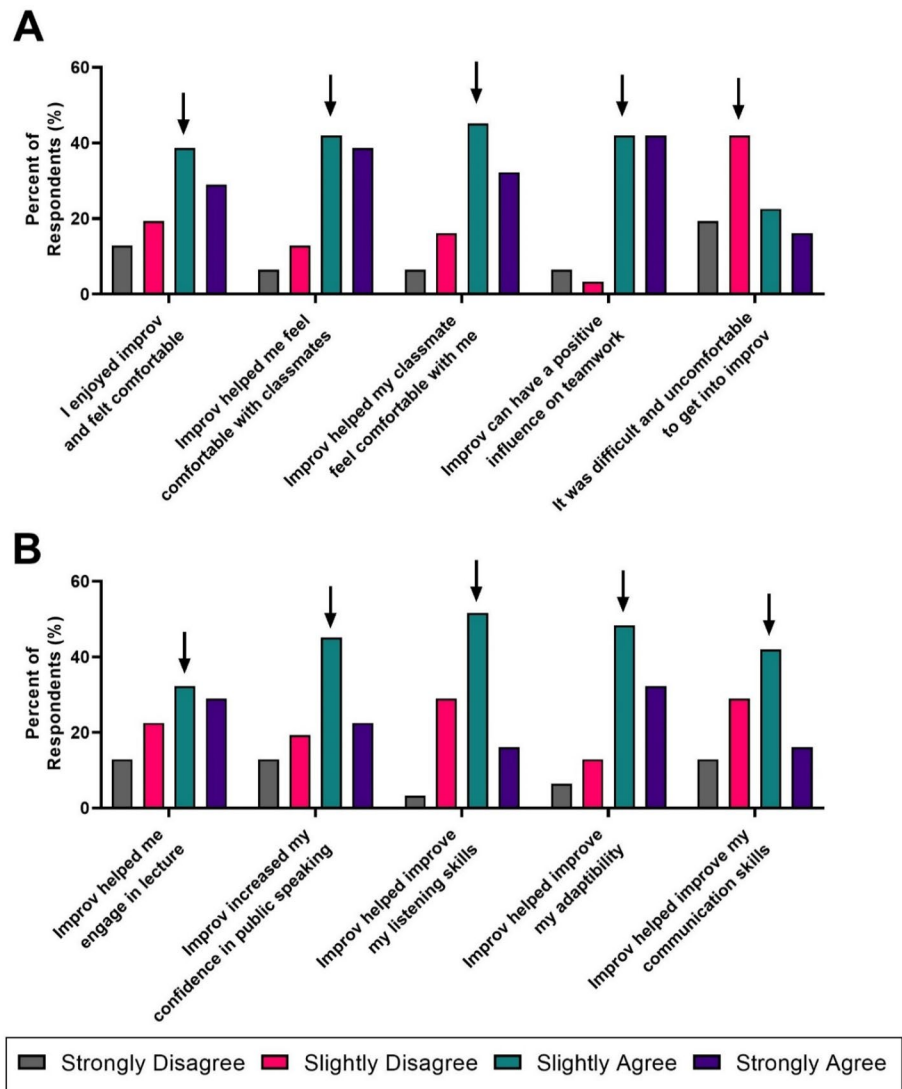 A
Percent of
Respondents (%)
60
40
20
0
I enjoyed improv
and felt comfortable
Improv helped me feel
comfortable with classmates
Improv helped my classmate
feel comfortable with me
Improv can have a positive
influence on teamwork
It was difficult and uncomfortable
to get into improv
B
Percent of
Respondents (%)
60
40
20
0
Improv helped me
engage in lecture
Improv increased my
confidence in public speaking
Improv helped improve
my listening skills
Improv helped improve
my adaptibility
Improv helped improve my
communication skills
Strongly Disagree
Slightly Disagree
Slightly Agree
Strongly Agree